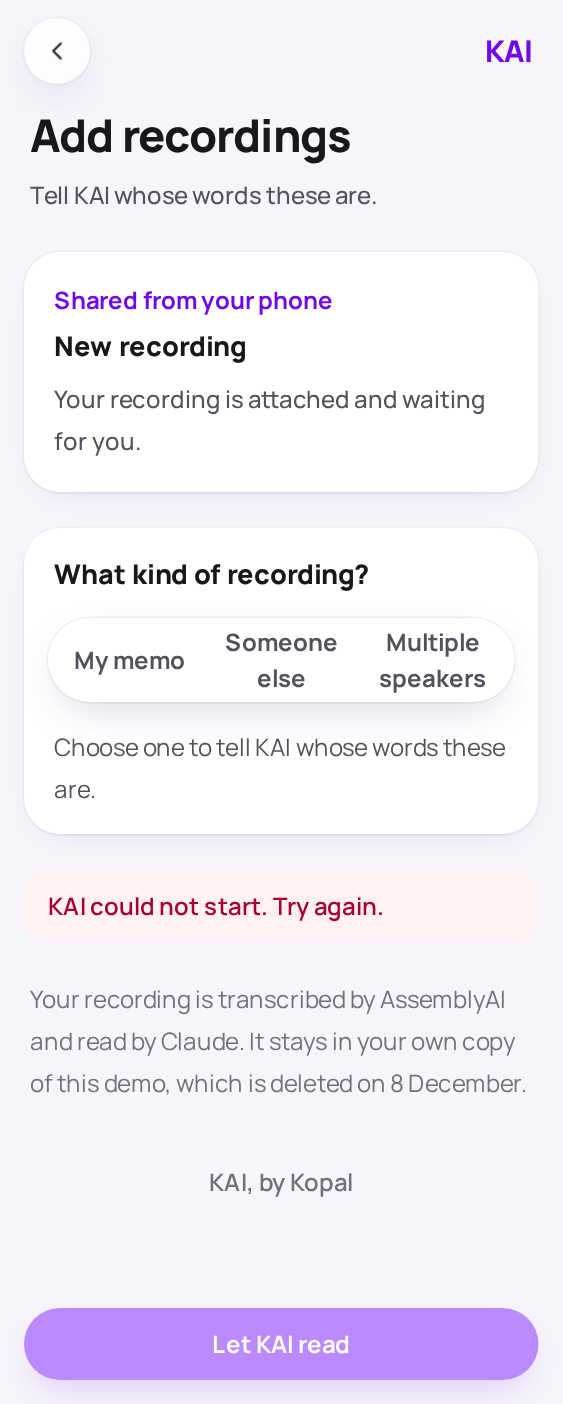 KAI
Add recordings
Tell KAI whose words these are.
Shared from your phone
New recording
Your recording is attached and waiting
for you.
What kind of recording?
My memo
Someone
else
Multiple
speakers
Choose one to tell KAI whose words these
are.
KAI could not start. Try again.
Your recording is transcribed by AssemblyAI
and read by Claude. It stays in your own copy
of this demo, which is deleted on 8 December.
KAI, by Kopal
Let KAI read